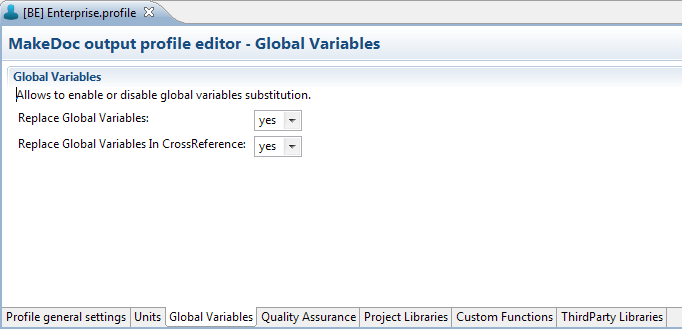 [BE] Enterprise.profile
MakeDoc output profile editor - Global Variables
Global Variables
Allows to enable or disable global variables substitution.
Replace Global Variables: yes
Replace Global Variables In CrossReference: yes
Profile general settings Units Global Variables Quality Assurance Project Libraries Custom Functions ThirdParty Libraries